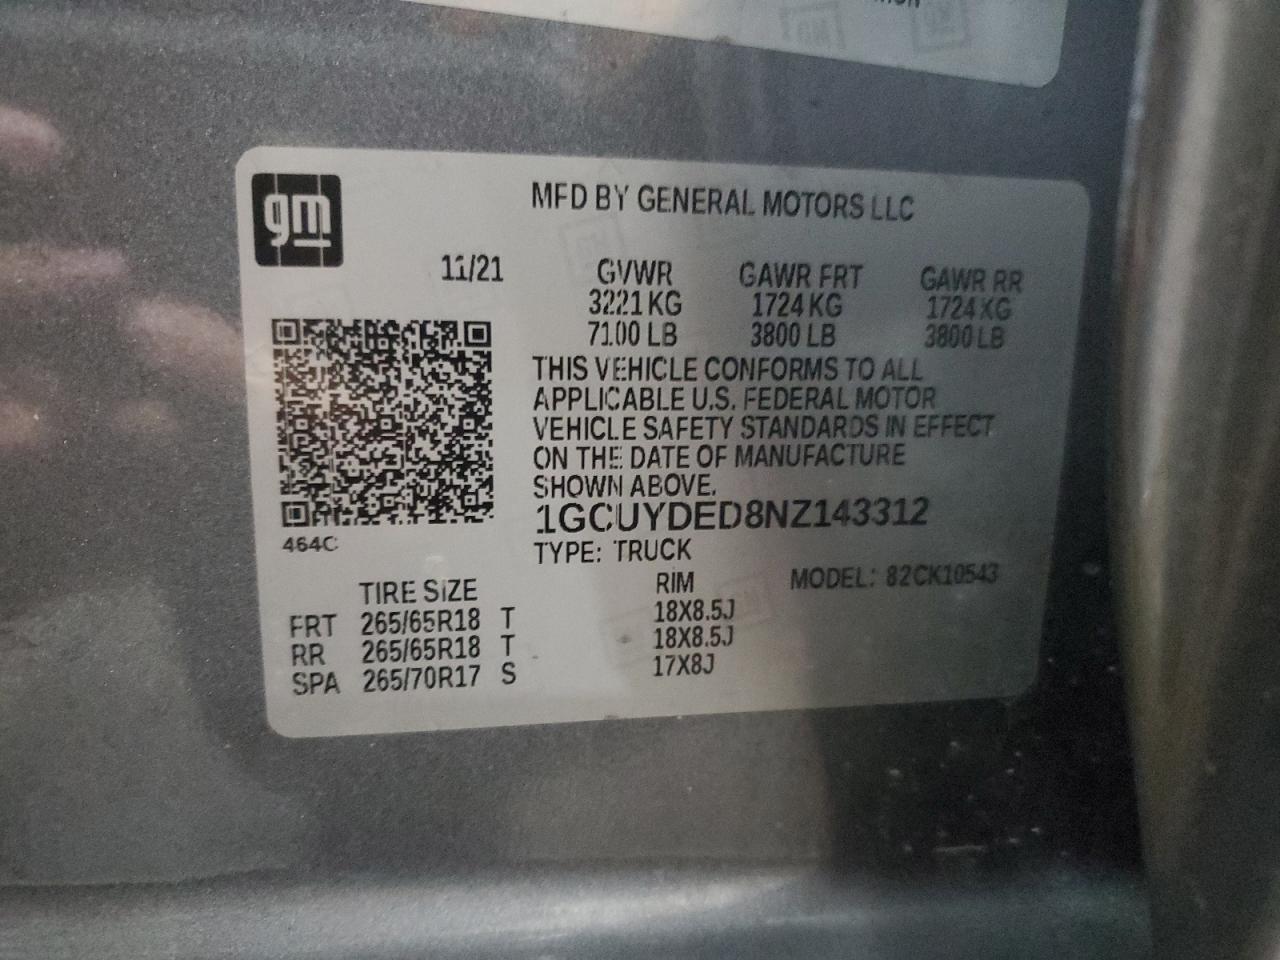 gm
MFD BY GENERAL MOTORS LLC
11/21 GVWR GAWR FRT GAWR RR
3221 KG 1724 KG 1724 KG
7100 LB 3800 LB 3800 LB
THIS VEHICLE CONFORMS TO ALL
APPLICABLE U.S. FEDERAL MOTOR
VEHICLE SAFETY STANDARDS IN EFFECT
ON THE DATE OF MANUFACTURE
SHOWN ABOVE.
1GCUYDED8NZ143312
464C
TYPE: TRUCK
TIRE SIZE RIM MODEL: 82CK10543
FRT 265/65R18 T 18X8.5J
RR 265/65R18 T 18X8.5J
SPA 265/70R17 S 17X8J